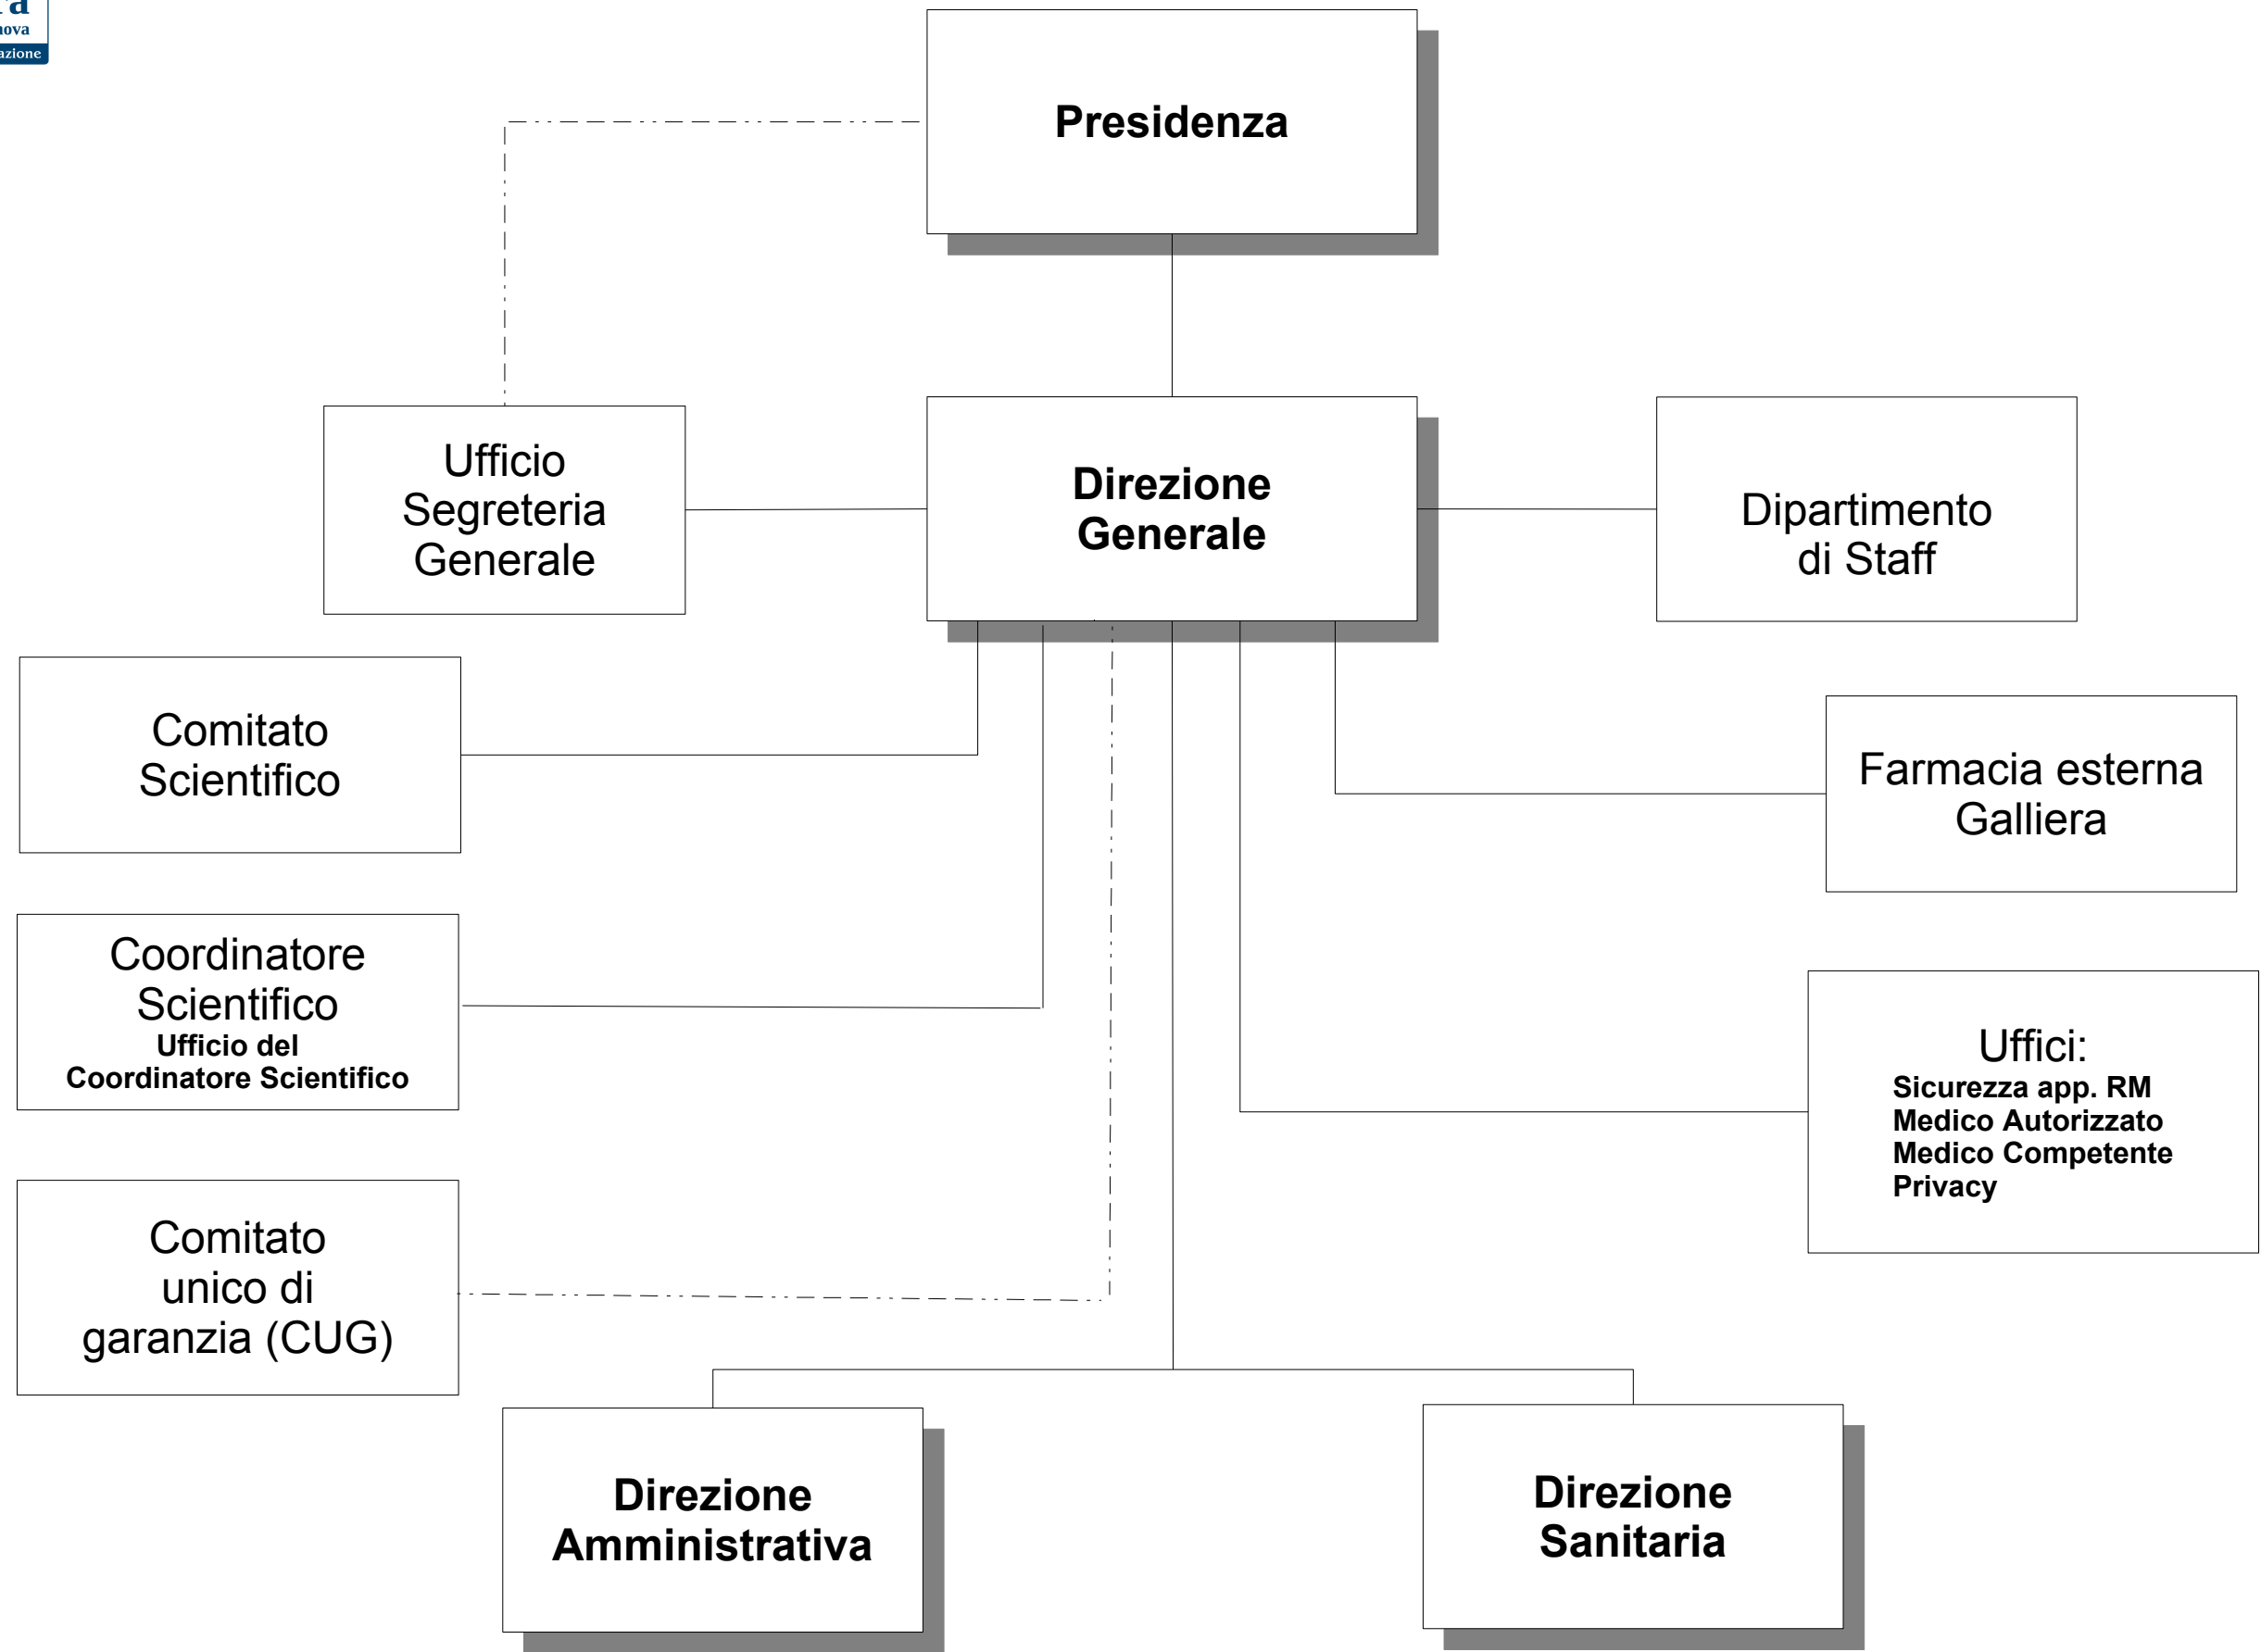 Presidenza
Ufficio
Segreteria
Generale
Direzione
Generale
Dipartimento
di Staff
Comitato
Scientifico
Farmacia esterna
Galliera
Coordinatore
Scientifico
Ufficio del
Coordinatore Scientifico
Uffici:
Sicurezza app. RM
Medico Autorizzato
Medico Competente
Privacy
Comitato
unico di
garanzia (CUG)
Direzione
Amministrativa
Direzione
Sanitaria